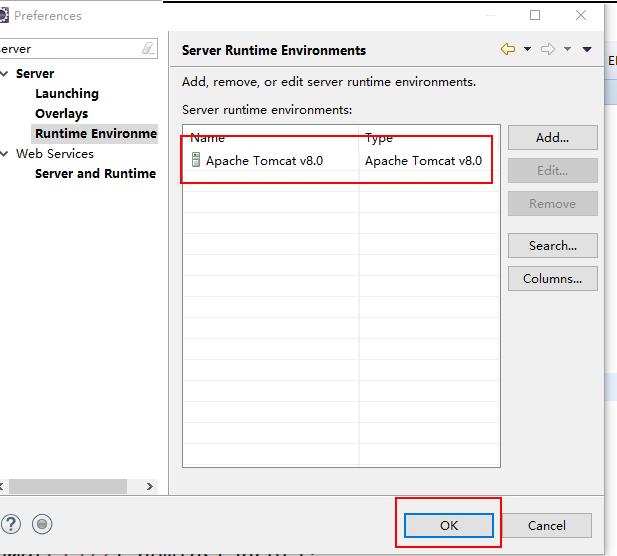 Preferences
server
Server Runtime Environments
Server
Launching
Overlays
Runtime Environme
Web Services
Server and Runtime
Add, remove, or edit server runtime environments.
Server runtime environments:
Name Type
Apache Tomcat v8.0 Apache Tomcat v8.0
Add...
Edit...
Remove
Search...
Columns...
OK Cancel